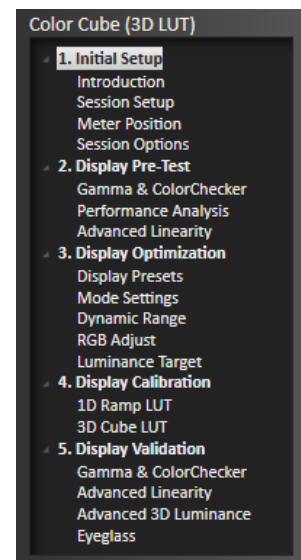 Color Cube (3D LUT)
1. Initial Setup
Introduction
Session Setup
Meter Position
Session Options
2. Display Pre-Test
Gamma & ColorChecker
Performance Analysis
Advanced Linearity
3. Display Optimization
Display Presets
Mode Settings
Dynamic Range
RGB Adjust
Luminance Target
4. Display Calibration
1D Ramp LUT
3D Cube LUT
5. Display Validation
Gamma & ColorChecker
Advanced Linearity
Advanced 3D Luminance
Eyeglass